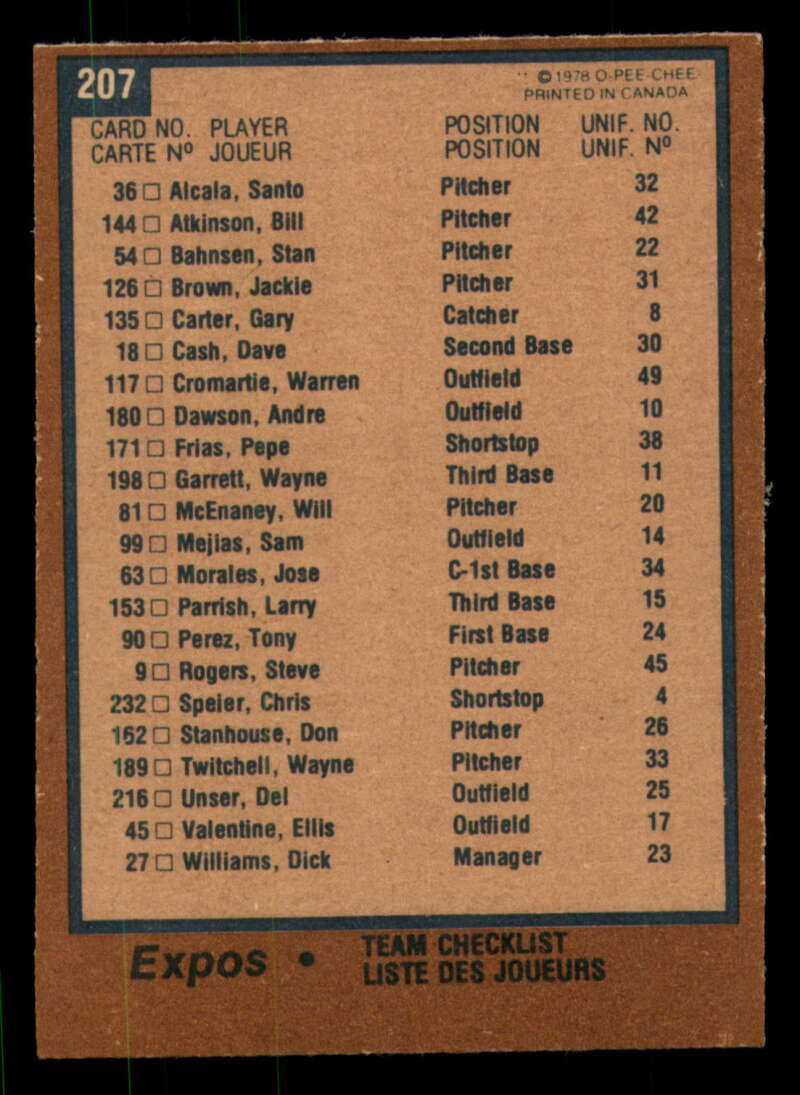 207
© 1978 O-PEE-CHEE
PRINTED IN CANADA
CARD NO. PLAYER POSITION UNIF. NO.
CARTE Nº JOUEUR POSITION UNIF. Nº
36 □ Alcala, Santo Pitcher 32
144 □ Atkinson, Bill Pitcher 42
54 □ Bahnsen, Stan Pitcher 22
126 □ Brown, Jackie Pitcher 31
135 □ Carter, Gary Catcher 8
18 □ Cash, Dave Second Base 30
117 □ Cromartie, Warren Outfield 49
180 □ Dawson, Andre Outfield 10
171 □ Frias, Pepe Shortstop 38
198 □ Garrett, Wayne Third Base 11
81 □ McEnaney, Will Pitcher 20
99 □ Mejias, Sam Outfield 14
63 □ Morales, Jose C-1st Base 34
153 □ Parrish, Larry Third Base 15
90 □ Perez, Tony First Base 24
9 □ Rogers, Steve Pitcher 45
232 □ Speier, Chris Shortstop 4
162 □ Stanhouse, Don Pitcher 26
189 □ Twitchell, Wayne Pitcher 33
216 □ Unser, Del Outfield 25
45 □ Valentine, Ellis Outfield 17
27 □ Williams, Dick Manager 23
Expos • TEAM CHECKLIST
LISTE DES JOUEURS